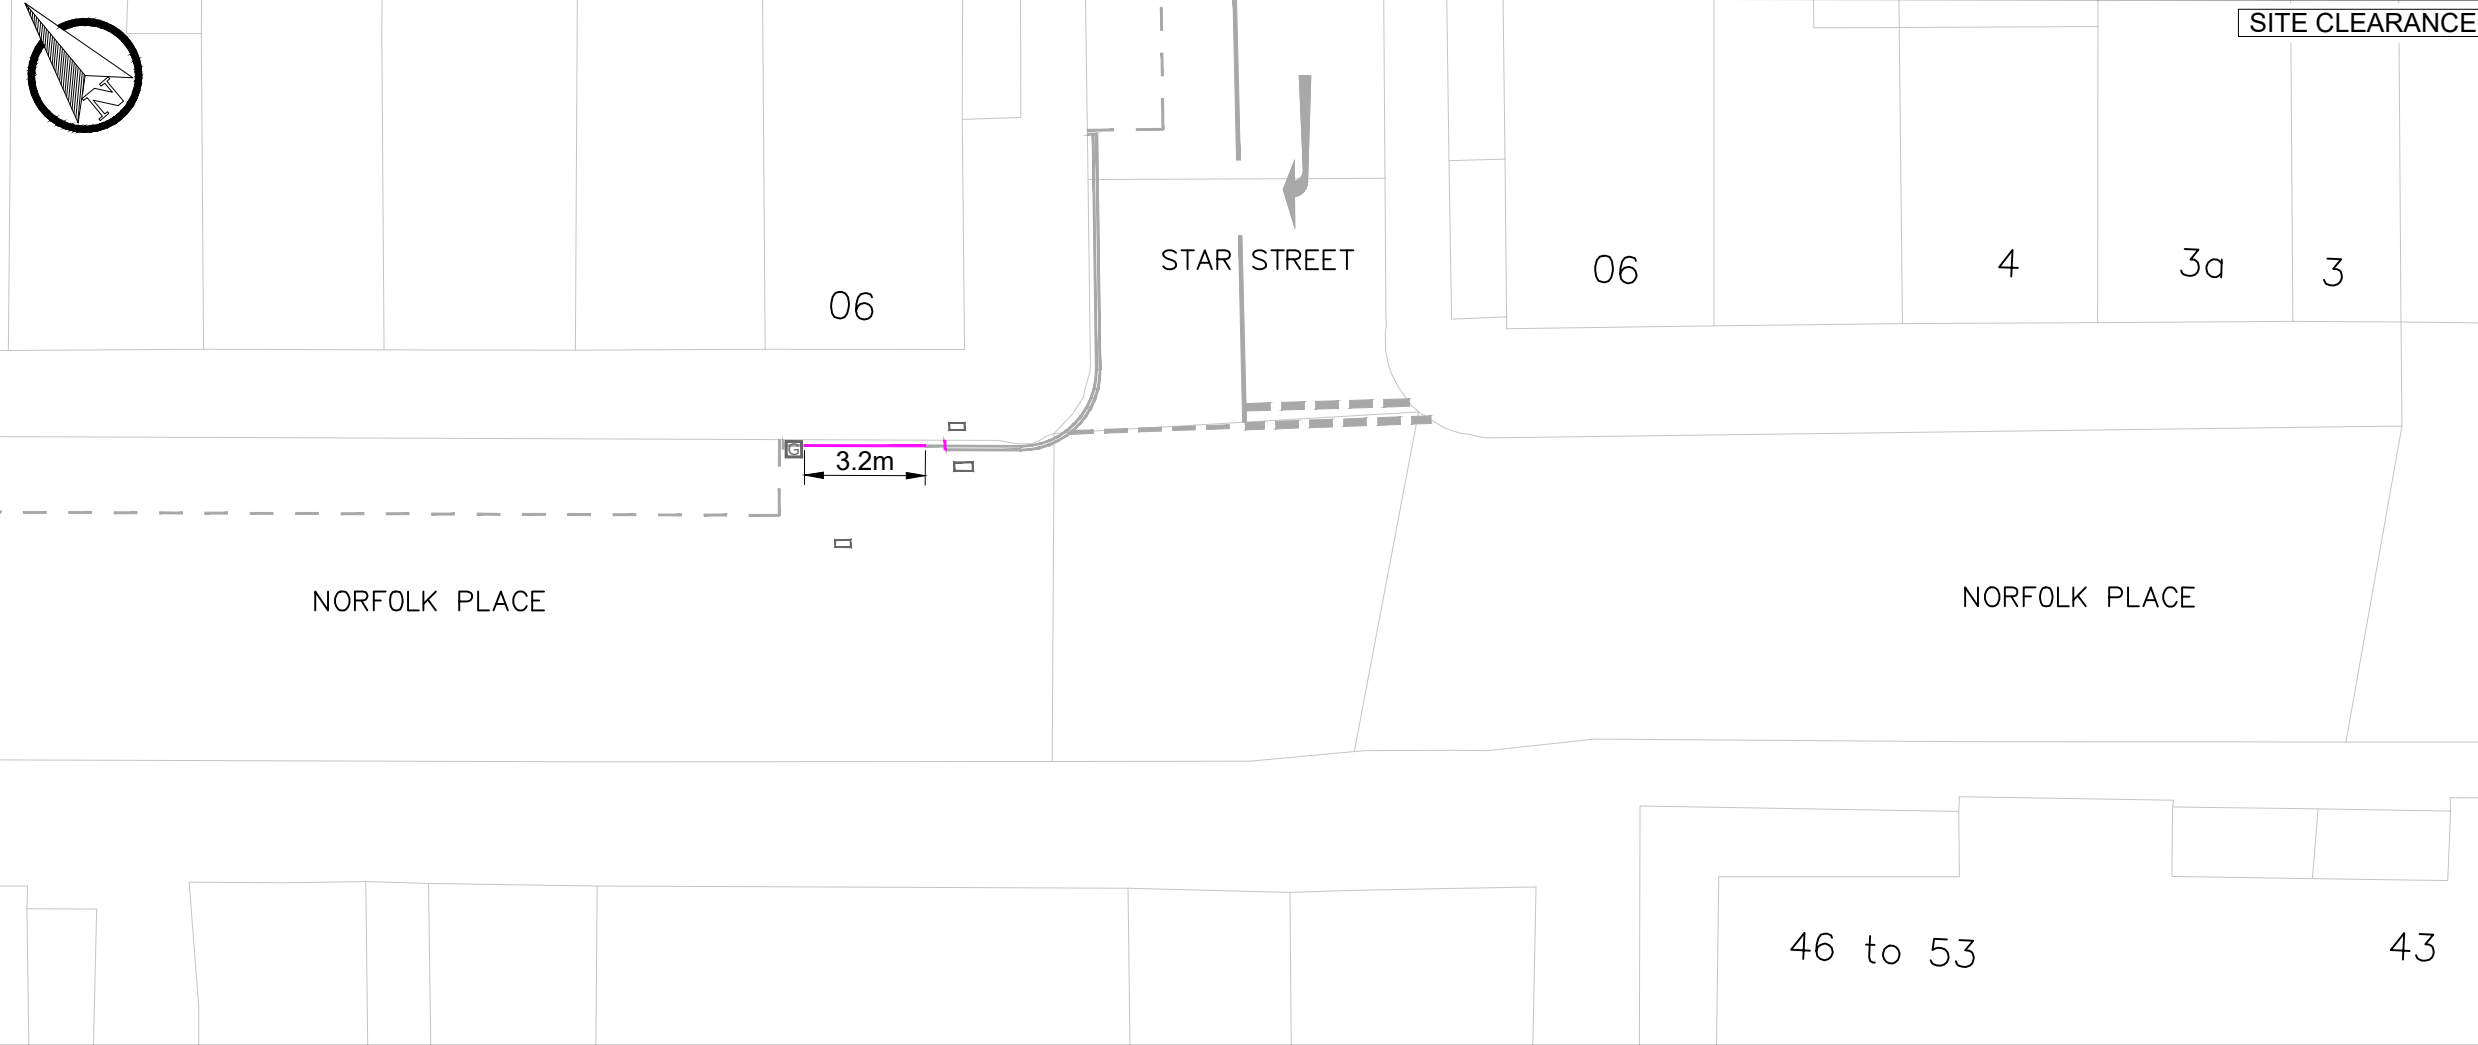 SITE CLEARANCE
N
STAR STREET
06
06
4
3a
3
G
3.2m
NORFOLK PLACE
NORFOLK PLACE
46 to 53
43